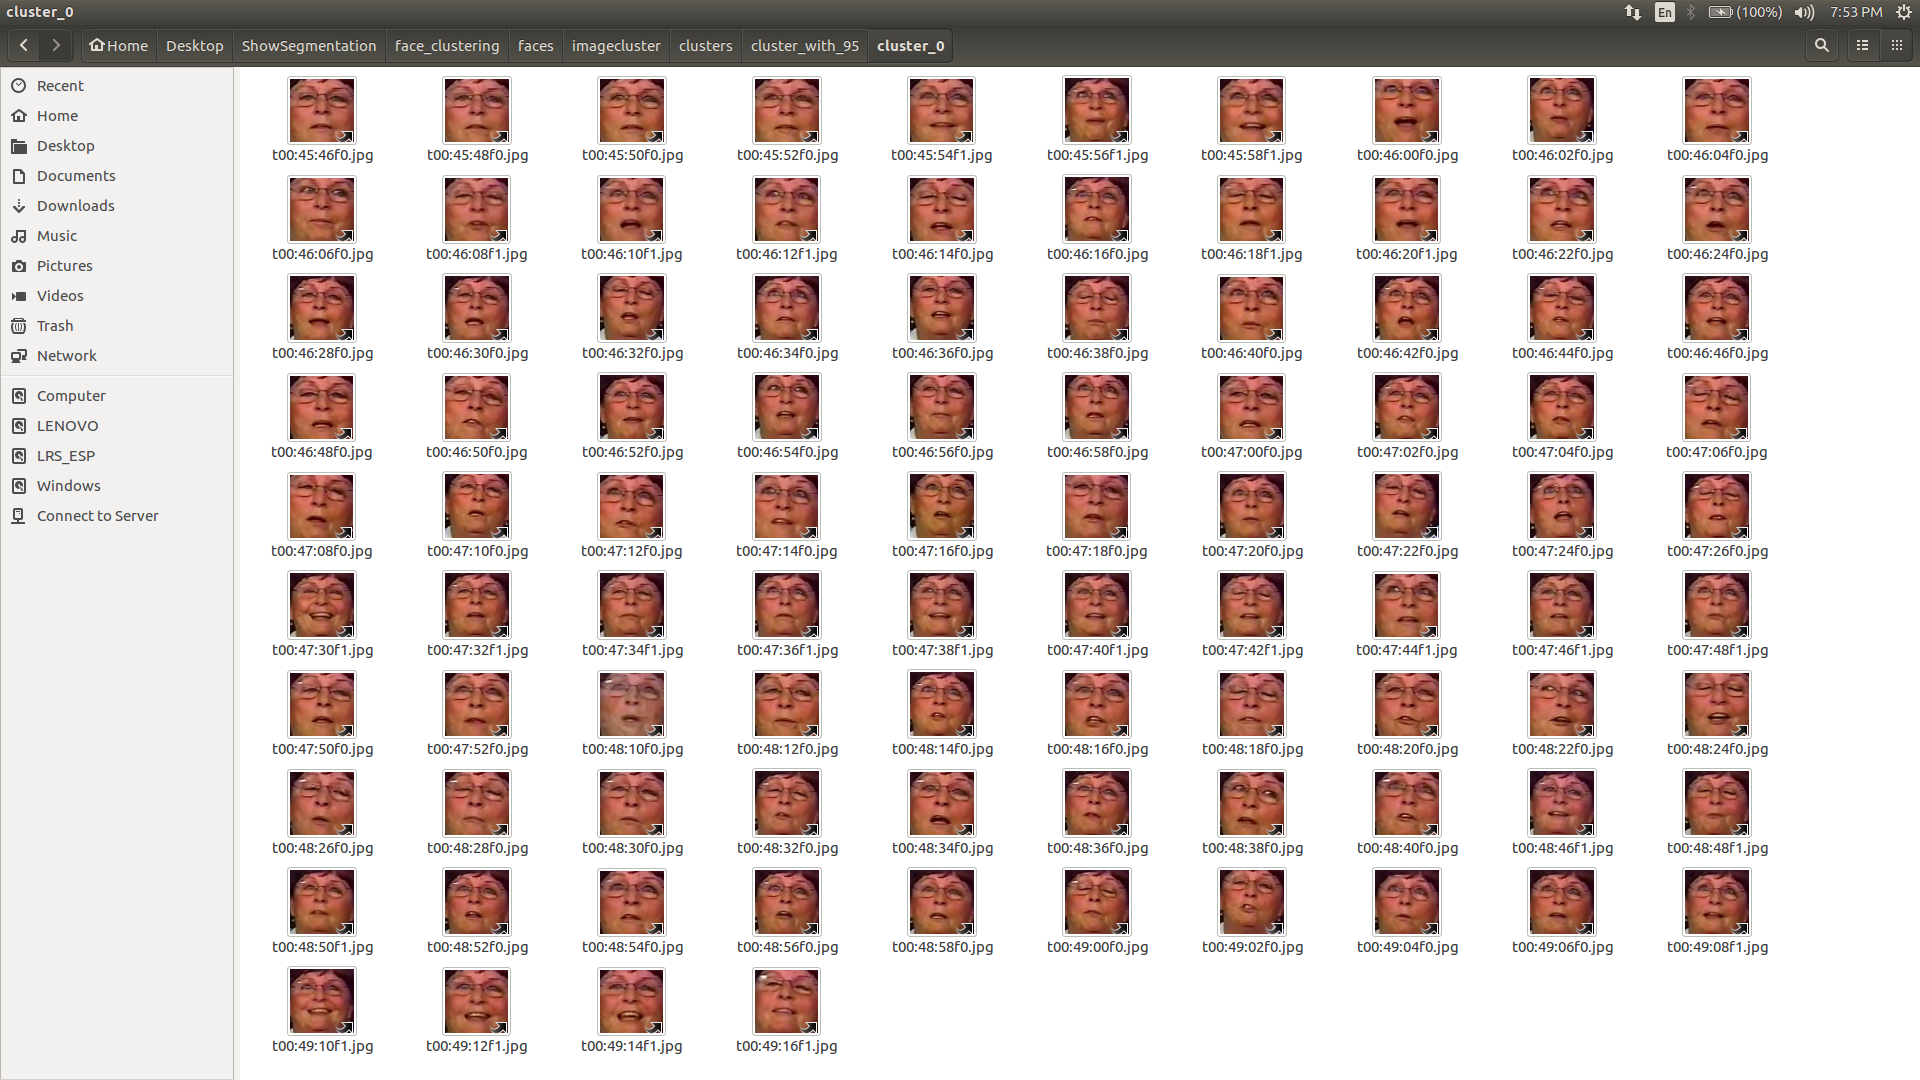 cluster_0
En (100%) 7:53 PM
Home Desktop ShowSegmentation face_clustering faces imagecluster clusters cluster_with_95 cluster_0
Recent
Home
Desktop
Documents
Downloads
Music
Pictures
Videos
Trash
Network
Computer
LENOVO
LRS_ESP
Windows
Connect to Server
t00:45:46f0.jpg t00:45:48f0.jpg t00:45:50f0.jpg t00:45:52f0.jpg t00:45:54f1.jpg t00:45:56f1.jpg t00:45:58f1.jpg t00:46:00f0.jpg t00:46:02f0.jpg t00:46:04f0.jpg
t00:46:06f0.jpg t00:46:08f1.jpg t00:46:10f1.jpg t00:46:12f1.jpg t00:46:14f0.jpg t00:46:16f0.jpg t00:46:18f1.jpg t00:46:20f1.jpg t00:46:22f0.jpg t00:46:24f0.jpg
t00:46:28f0.jpg t00:46:30f0.jpg t00:46:32f0.jpg t00:46:34f0.jpg t00:46:36f0.jpg t00:46:38f0.jpg t00:46:40f0.jpg t00:46:42f0.jpg t00:46:44f0.jpg t00:46:46f0.jpg
t00:46:48f0.jpg t00:46:50f0.jpg t00:46:52f0.jpg t00:46:54f0.jpg t00:46:56f0.jpg t00:46:58f0.jpg t00:47:00f0.jpg t00:47:02f0.jpg t00:47:04f0.jpg t00:47:06f0.jpg
t00:47:08f0.jpg t00:47:10f0.jpg t00:47:12f0.jpg t00:47:14f0.jpg t00:47:16f0.jpg t00:47:18f0.jpg t00:47:20f0.jpg t00:47:22f0.jpg t00:47:24f0.jpg t00:47:26f0.jpg
t00:47:30f1.jpg t00:47:32f1.jpg t00:47:34f1.jpg t00:47:36f1.jpg t00:47:38f1.jpg t00:47:40f1.jpg t00:47:42f1.jpg t00:47:44f1.jpg t00:47:46f1.jpg t00:47:48f1.jpg
t00:47:50f0.jpg t00:47:52f0.jpg t00:48:10f0.jpg t00:48:12f0.jpg t00:48:14f0.jpg t00:48:16f0.jpg t00:48:18f0.jpg t00:48:20f0.jpg t00:48:22f0.jpg t00:48:24f0.jpg
t00:48:26f0.jpg t00:48:28f0.jpg t00:48:30f0.jpg t00:48:32f0.jpg t00:48:34f0.jpg t00:48:36f0.jpg t00:48:38f0.jpg t00:48:40f0.jpg t00:48:46f1.jpg t00:48:48f1.jpg
t00:48:50f1.jpg t00:48:52f0.jpg t00:48:54f0.jpg t00:48:56f0.jpg t00:48:58f0.jpg t00:49:00f0.jpg t00:49:02f0.jpg t00:49:04f0.jpg t00:49:06f0.jpg t00:49:08f1.jpg
t00:49:10f1.jpg t00:49:12f1.jpg t00:49:14f1.jpg t00:49:16f1.jpg